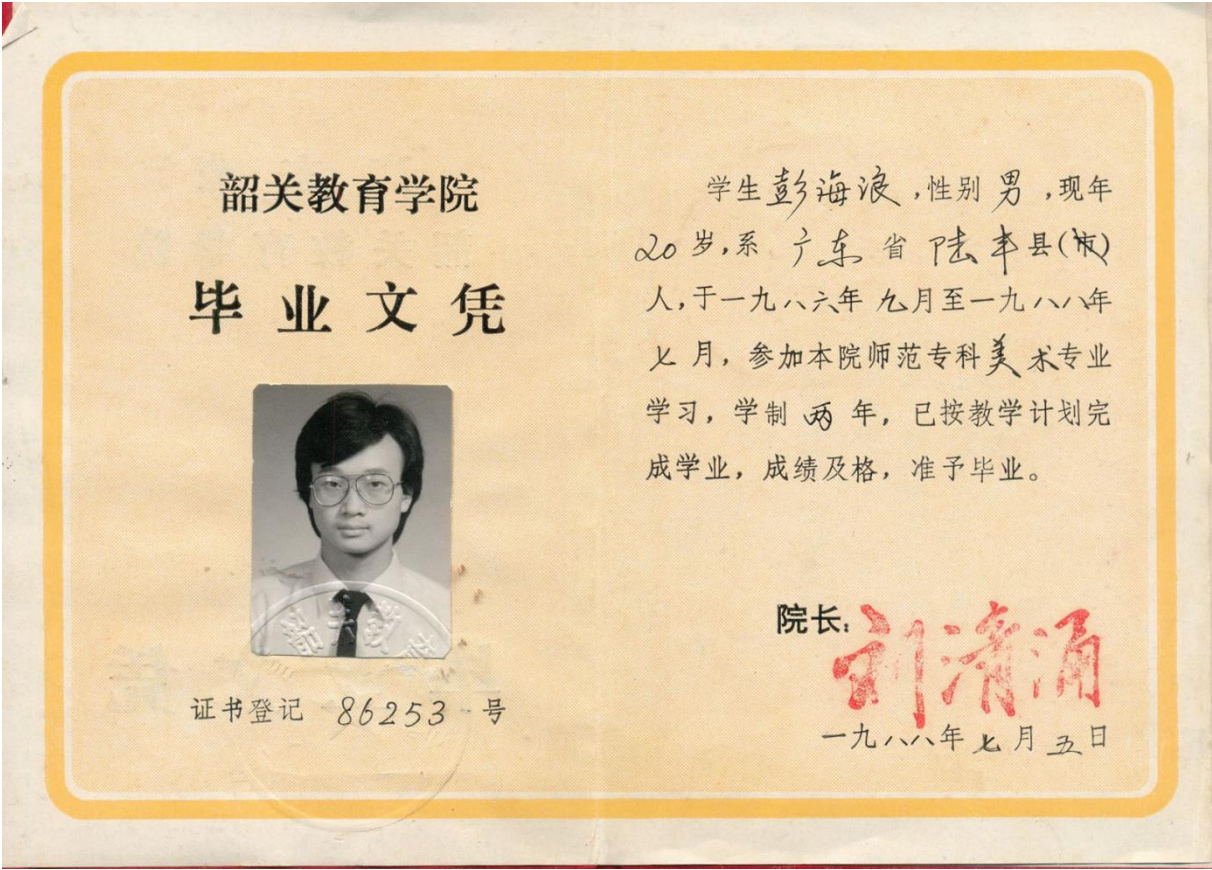 韶关教育学院
毕业文凭
证书登记 86253 号
学生彭海浪,性别男,现年
20岁,系 广东省陆丰县(市)
人,于一九八六年九月至一九八八年
七月,参加本院师范专科美术专业
学习,学制两年,已按教学计划完
成学业,成绩及格,准予毕业。
院长:刘清涌
一九八八年七月五日